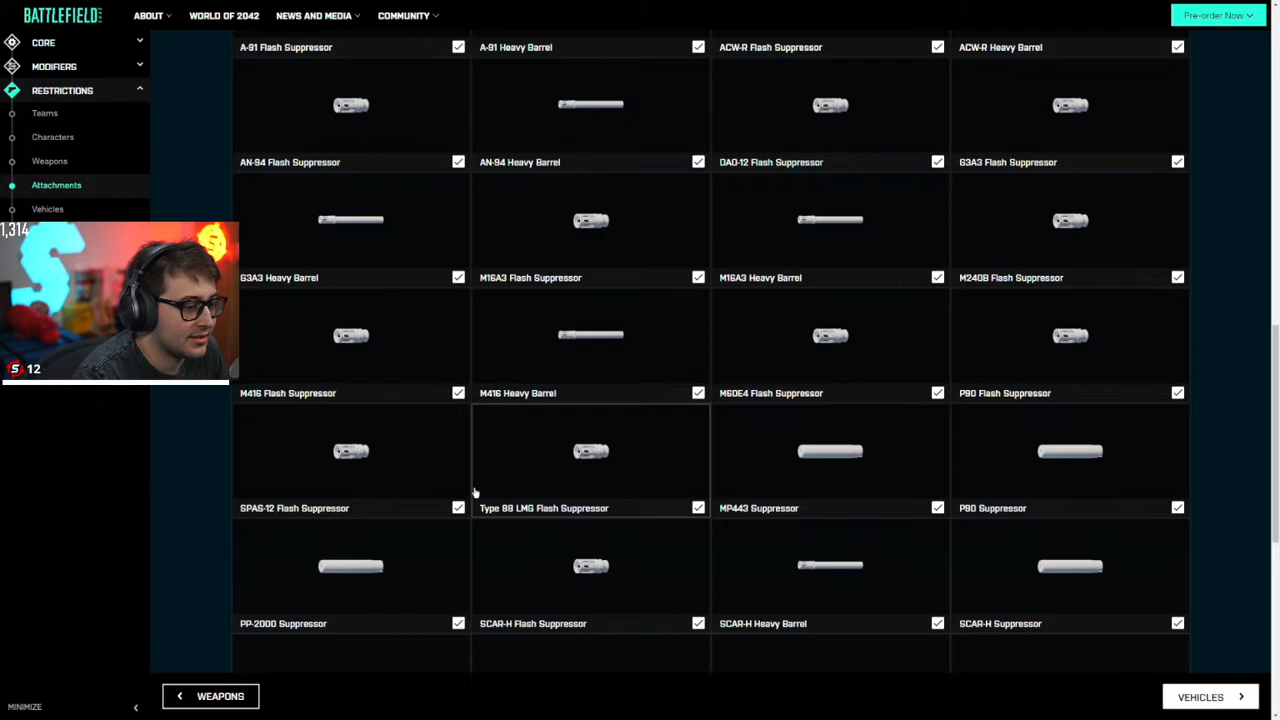 BATTLEFIELD
ABOUT
WORLD OF 2042
NEWS AND MEDIA
COMMUNITY
Pre-order Now
CORE
MODIFIERS
RESTRICTIONS
Teams
Characters
Weapons
Attachments
Vehicles
1,314
S
12
A-91 Flash Suppressor
A-91 Heavy Barrel
ACW-R Flash Suppressor
ACW-R Heavy Barrel
AN-94 Flash Suppressor
AN-94 Heavy Barrel
DAO-12 Flash Suppressor
G3A3 Flash Suppressor
G3A3 Heavy Barrel
M16A3 Flash Suppressor
M16A3 Heavy Barrel
M240B Flash Suppressor
M416 Flash Suppressor
M416 Heavy Barrel
M60E4 Flash Suppressor
P90 Flash Suppressor
SPAS-12 Flash Suppressor
Type 88 LMG Flash Suppressor
MP443 Suppressor
P90 Suppressor
PP-2000 Suppressor
SCAR-H Flash Suppressor
SCAR-H Heavy Barrel
SCAR-H Suppressor
WEAPONS
VEHICLES
MINIMIZE